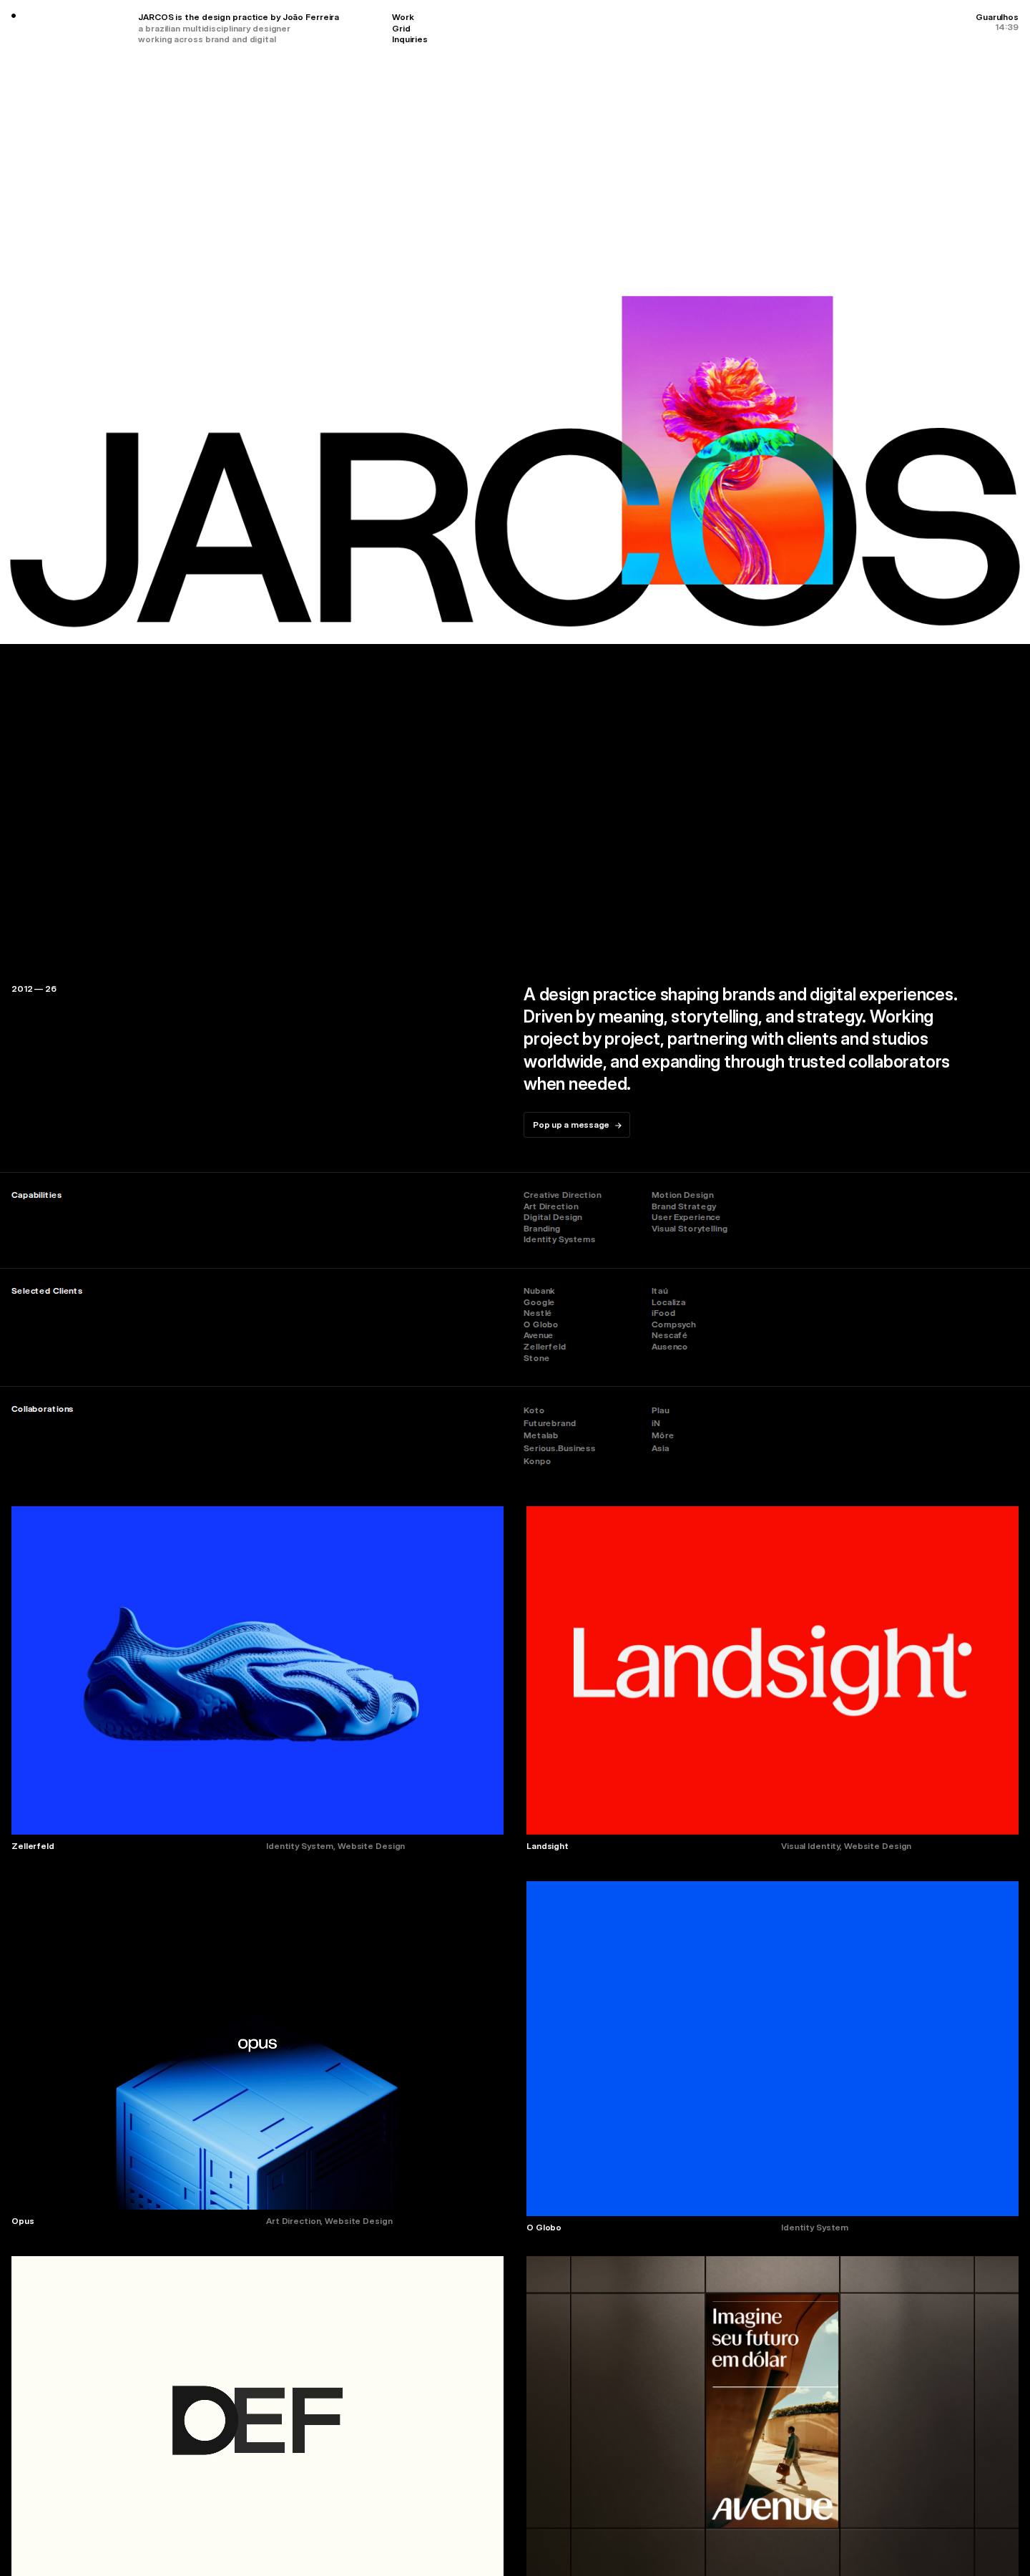 JARCOS is the design practice by João Ferreira
a brazilian multidisciplinary designer
working across brand and digital
Work
Grid
Inquiries
Guarulhos
14:39
JARCOS
2012 — 26
A design practice shaping brands and digital experiences.
Driven by meaning, storytelling, and strategy. Working
project by project, partnering with clients and studios
worldwide, and expanding through trusted collaborators
when needed.
Pop up a message →
Capabilities
Creative Direction
Art Direction
Digital Design
Branding
Identity Systems
Motion Design
Brand Strategy
User Experience
Visual Storytelling
Selected Clients
Nubank
Google
Nestlé
O Globo
Avenue
Zellerfeld
Stone
Itaú
Localiza
iFood
Compsych
Nescafé
Ausenco
Collaborations
Koto
Futurebrand
Metalab
Serious.Business
Konpo
Plau
iN
Móre
Asia
Landsight
Zellerfeld
Identity System, Website Design
Landsight
Visual Identity, Website Design
opus
Opus
Art Direction, Website Design
O Globo
Identity System
DEF
Imagine
seu futuro
em dólar
Avenue